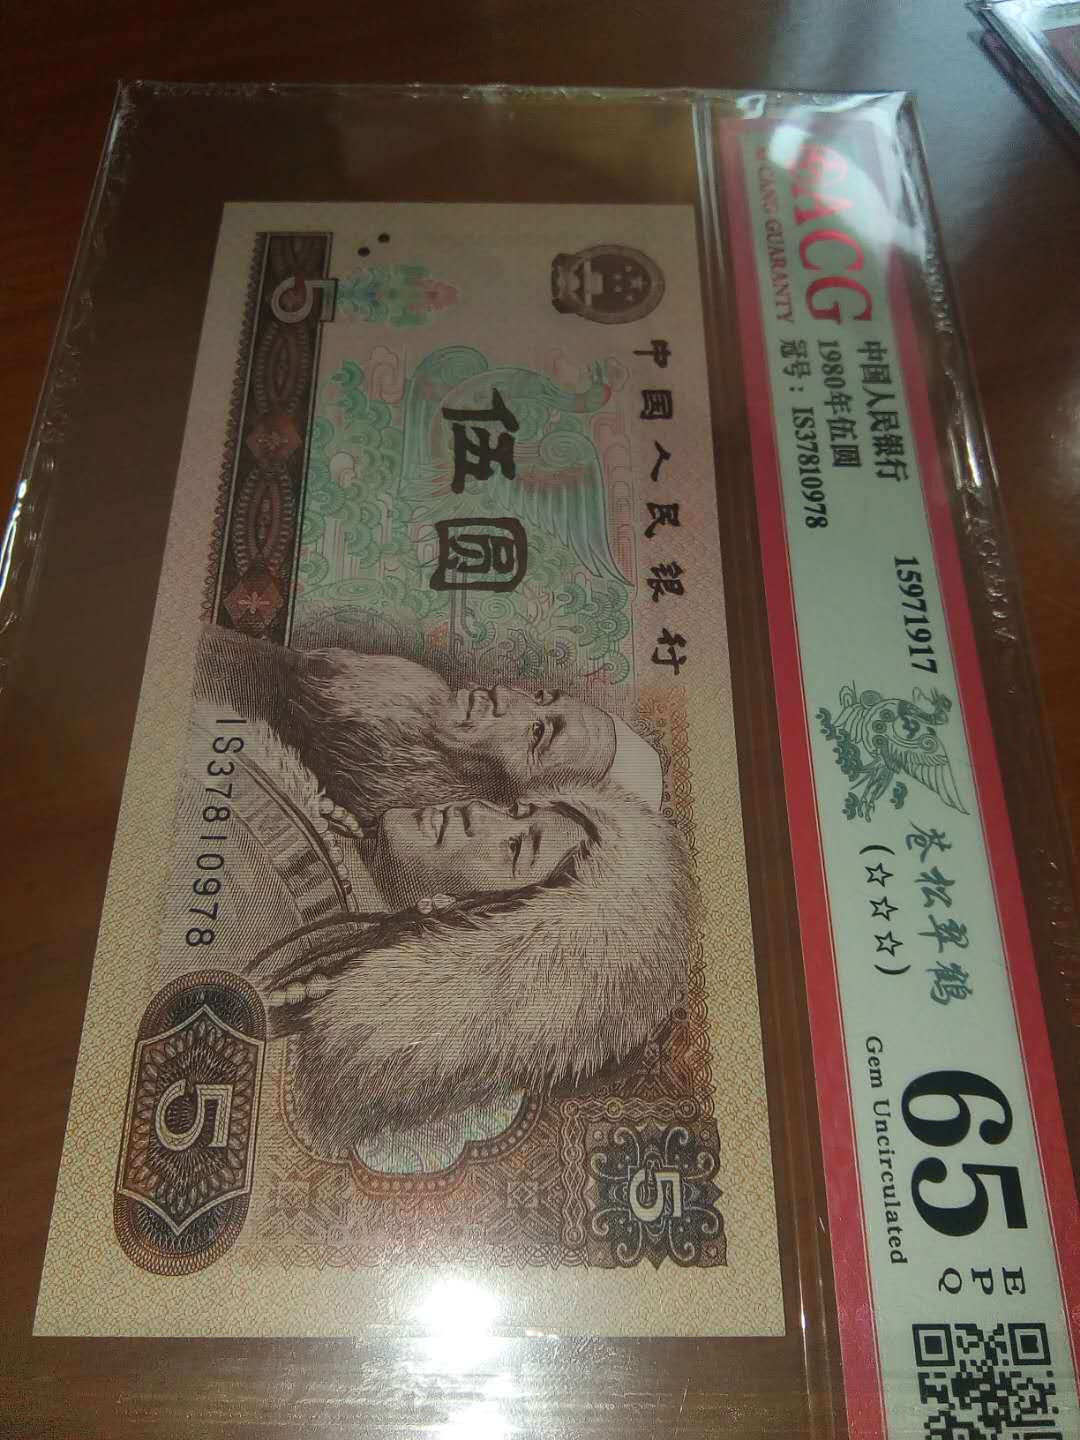 ACG
CANG GUARANTY
中国人民銀行
1980年伍圆
冠号：IS37810978
15971917
苍松翠鹤
(☆☆☆)
65
EPQ
Gem Uncirculated
中国人民银行
伍圆
5
IS37810978
5
5